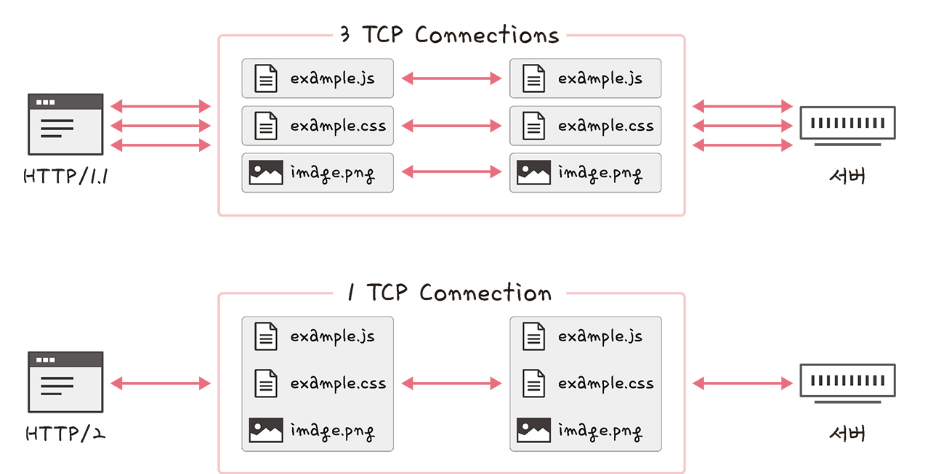 3 TCP Connections
example.js
example.js
example.css
example.css
image.png
image.png
HTTP/1.1
서버
1 TCP Connection
example.js
example.js
example.css
example.css
image.png
image.png
HTTP/2
서버